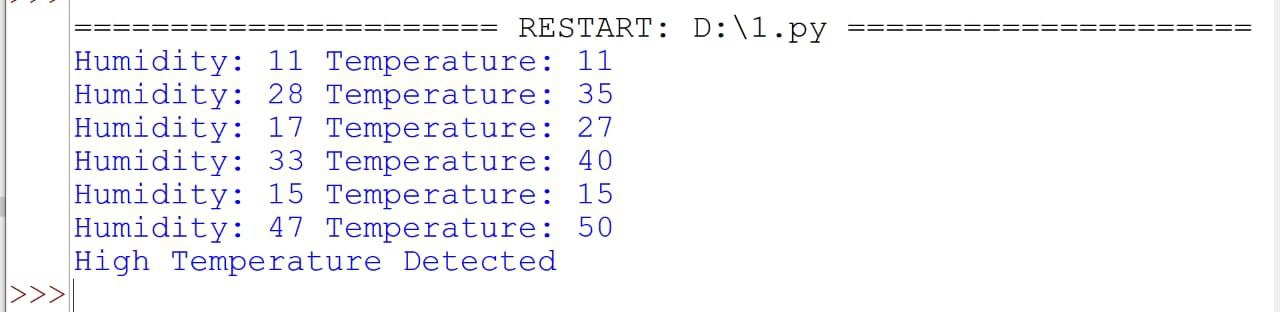 >>>
====================== RESTART: D:\1.py =====================
Humidity: 11 Temperature: 11
Humidity: 28 Temperature: 35
Humidity: 17 Temperature: 27
Humidity: 33 Temperature: 40
Humidity: 15 Temperature: 15
Humidity: 47 Temperature: 50
High Temperature Detected
>>>